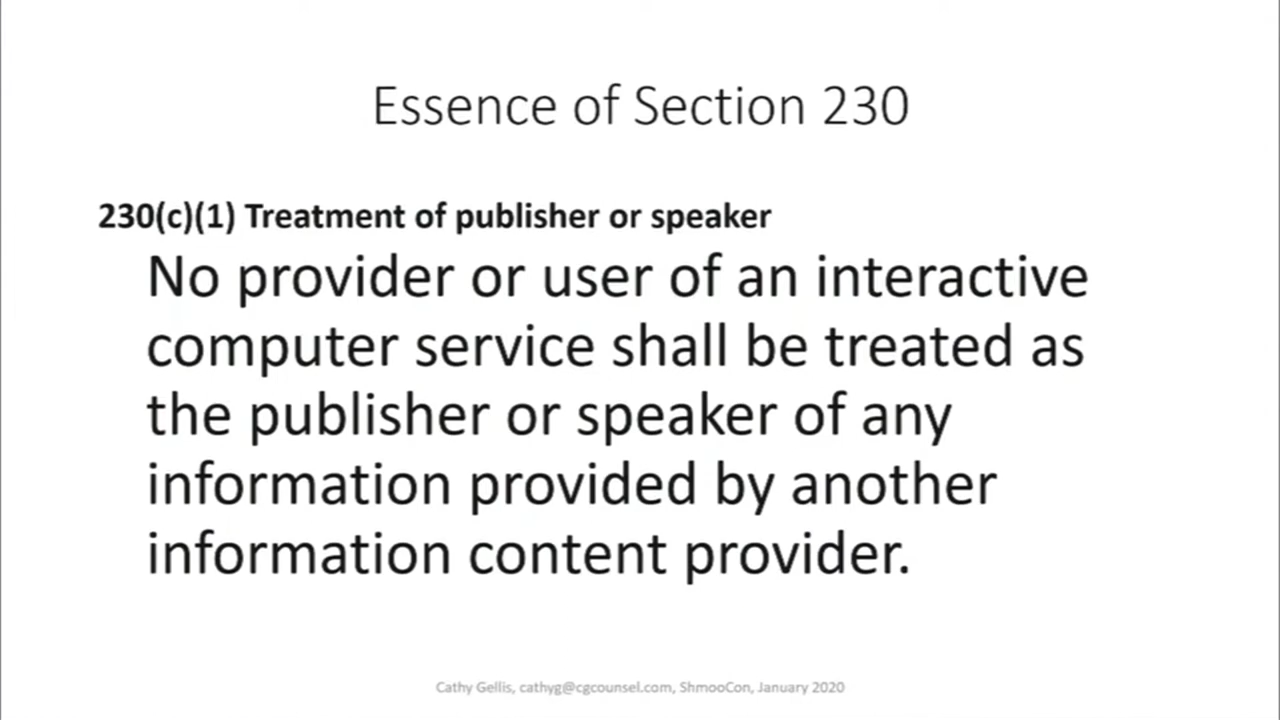 Essence of Section 230
230(c)(1) Treatment of publisher or speaker
No provider or user of an interactive
computer service shall be treated as
the publisher or speaker of any
information provided by another
information content provider.
Cathy Gellis, cathyg@cgcounsel.com, ShmooCon, January 2020